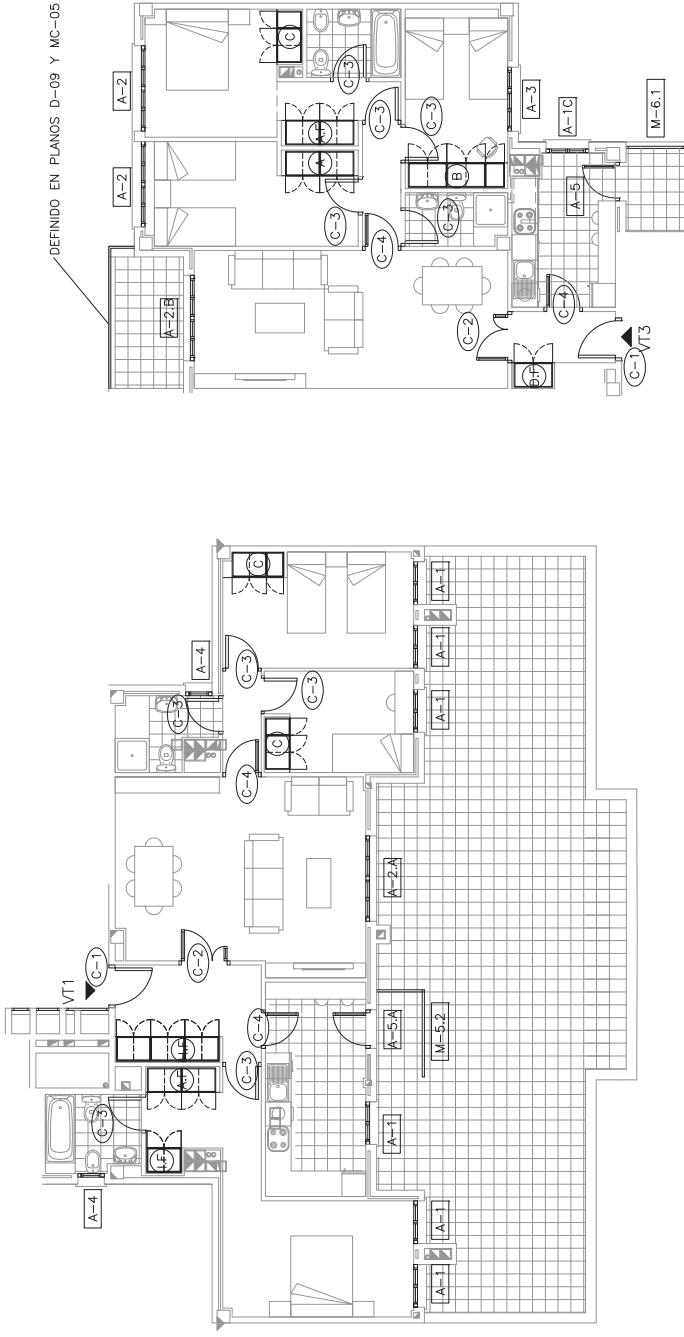 DEFINIDO EN PLANOS D-09 Y MC-05
A-2
A-2
A-2.B
C
C-3
A.F
A
C-3
C-3
C-3
C-4
B
C-3
A-3
A-1C
M-6.1
A-5
C-4
C-2
B.F
C-1
VT3
C
A-4
C-3
C-3
C-3
C
C-4
A-1
A-1
A-1
A-2.A
C-2
C-1
VT1
I.F
A.F
C-3
C-4
A-5.A
M-5.2
C-3
I.F
A-4
A-1
A-1
A-1